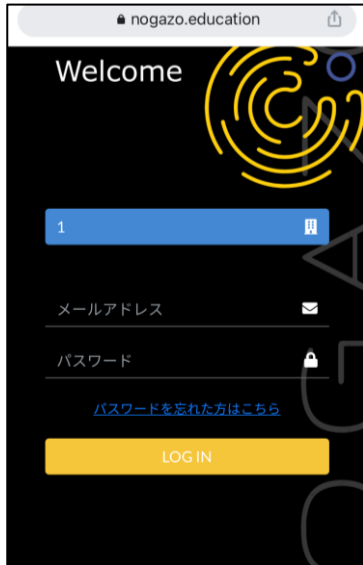 nogazo.education
Welcome
1
メールアドレス
パスワード
パスワードを忘れた方はこちら
LOG IN